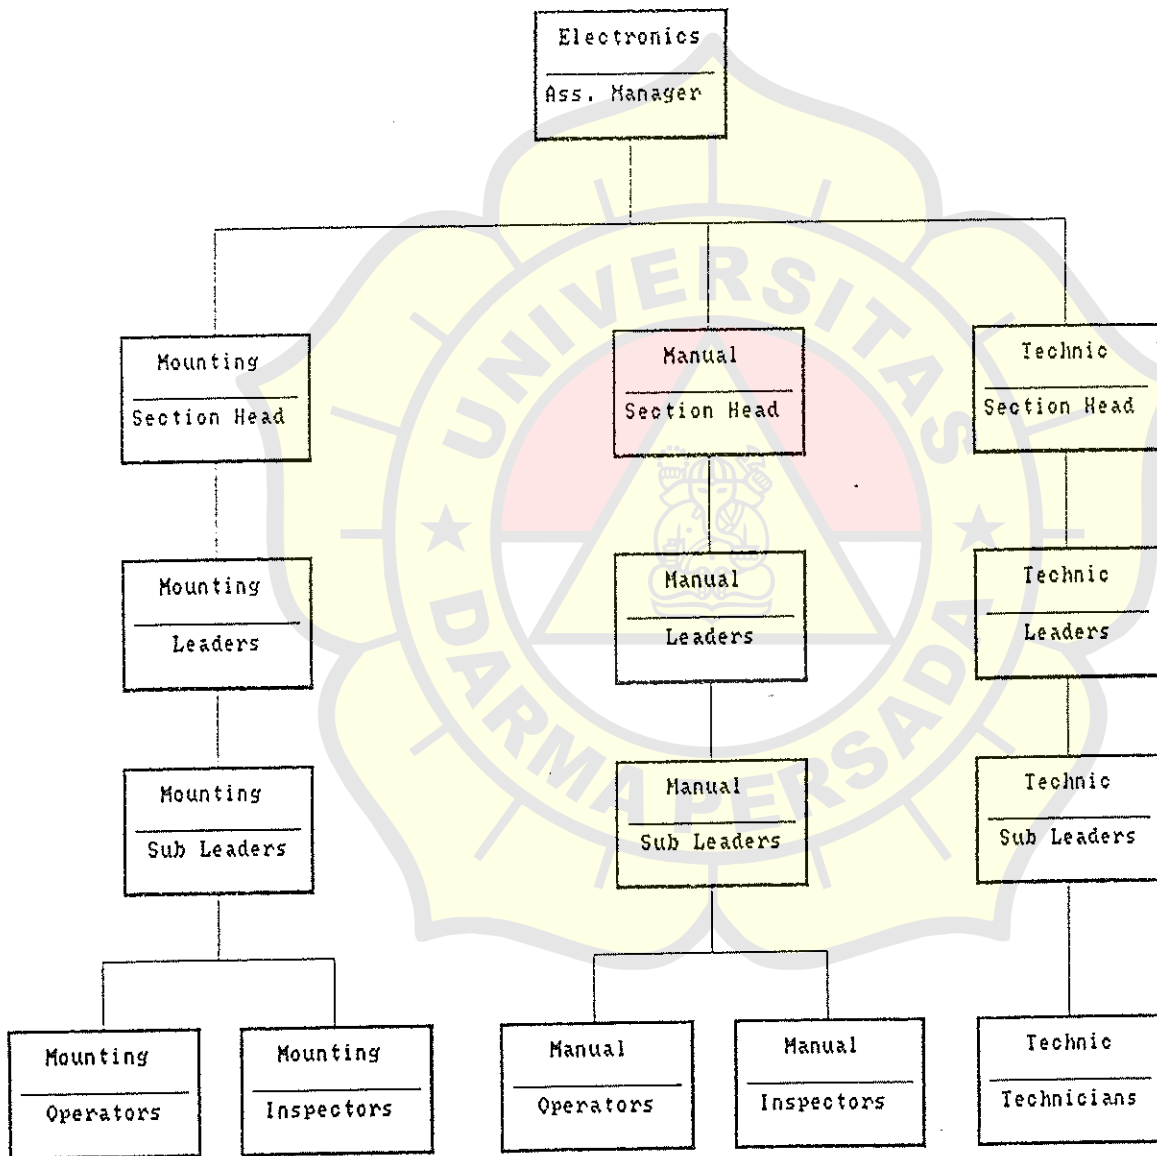 Electronics
Ass. Manager
Mounting
Section Head
Manual
Section Head
Technic
Section Head
Mounting
Leaders
Manual
Leaders
Technic
Leaders
Mounting
Sub Leaders
Manual
Sub Leaders
Technic
Sub Leaders
Mounting
Operators
Mounting
Inspectors
Manual
Operators
Manual
Inspectors
Technic
Technicians
UNIVERSITAS
DARMA PERSADA